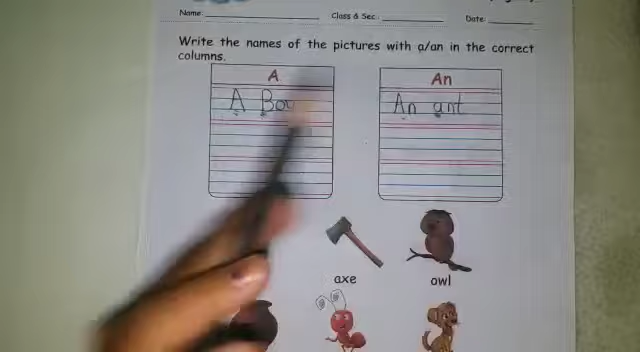 Name:
Class & Sec.:
Date:
Write the names of the pictures with a/an in the correct
columns.
A
An
A
An ant
axe
owl